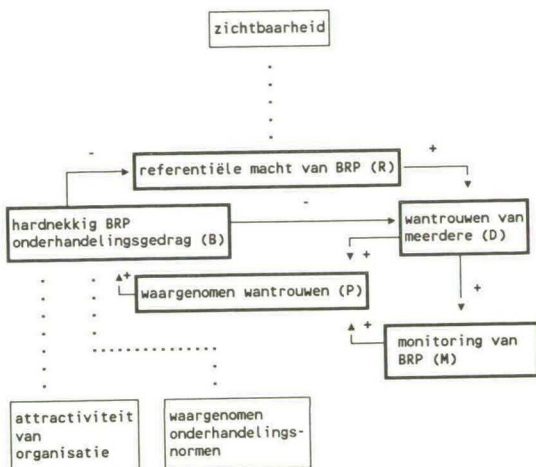 zichtbaarheid
-
referentiële macht van BRP (R)
+
hardnekkig BRP
onderhandelingsgedrag (B)
-
wantrouwen van
meerdere (D)
+
+
waargenomen wantrouwen (P)
+
+
monitoring van
BRP (M)
attractiviteit
van
organisatie
waargenomen
onderhandelings-
normen